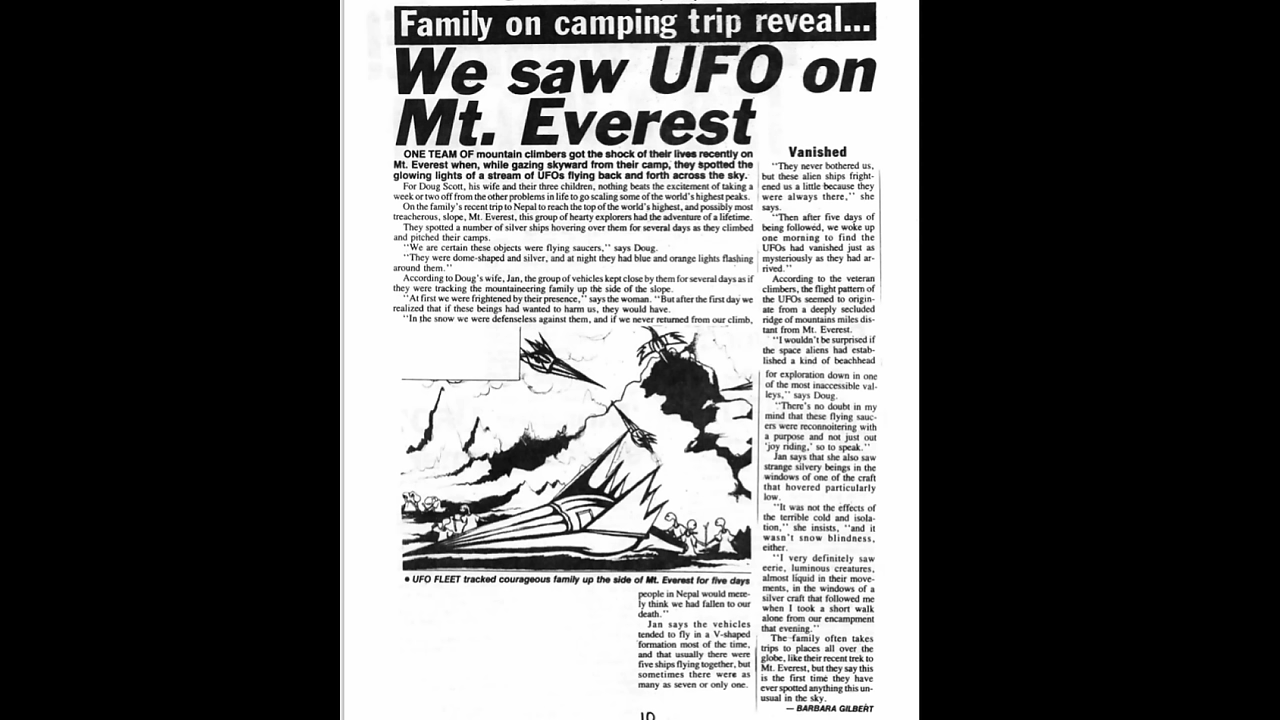 Family on camping trip reveal...
We saw UFO on
Mt. Everest
ONE TEAM OF mountain climbers got the shock of their lives recently on
Mt. Everest when, while gazing skyward from their camp, they spotted the
glowing lights of a stream of UFOs flying back and forth across the sky.
For Doug Scott, his wife and their three children, nothing beats the excitement of taking a
week or two off from the other problems in life to go scaling some of the world's highest peaks.
On the family's recent trip to Nepal to reach the top of the world's highest, and possibly most
treacherous, slope, Mt. Everest, this group of hearty explorers had the adventure of a lifetime.
They spotted a number of silver ships hovering over them for several days as they climbed
and pitched their camps.
"We are certain these objects were flying saucers," says Doug.
"They were dome-shaped and silver, and at night they had blue and orange lights flashing
around them."
According to Doug's wife, Jan, the group of vehicles kept close by them for several days as if
they were tracking the mountaineering family up the side of the slope.
"At first we were frightened by their presence," says the woman. "But after the first day we
realized that if these beings had wanted to harm us, they would have.
"In the snow we were defenseless against them, and if we never returned from our climb,
• UFO FLEET tracked courageous family up the side of Mt. Everest for five days
people in Nepal would mere-
ly think we had fallen to our
death."
Jan says the vehicles
tended to fly in a V-shaped
formation most of the time,
and that usually there were
five ships flying together, but
sometimes there were as
many as seven or only one.
Vanished
"They never bothered us,
but these alien ships fright-
ened us a little because they
were always there," she
says.
"Then after five days of
being followed, we woke up
one morning to find the
UFOs had vanished just as
mysteriously as they had ar-
rived."
According to the veteran
climbers, the flight pattern of
the UFOs seemed to origin-
ate from a deeply secluded
ridge of mountains miles dis-
tant from Mt. Everest.
"I wouldn't be surprised if
the space aliens had estab-
lished a kind of beachhead
for exploration down in one
of the most inaccessible val-
leys," says Doug.
"There's no doubt in my
mind that these flying sauc-
ers were reconnoitering with
a purpose and not just out
'joy riding,' so to speak."
Jan says that she also saw
strange silvery beings in the
windows of one of the craft
that hovered particularly
low.
"It was not the effects of
the terrible cold and isola-
tion," she insists, "and it
wasn't snow blindness,
either.
"I very definitely saw
eerie, luminous creatures,
almost liquid in their move-
ments, in the windows of a
silver craft that followed me
when I took a short walk
alone from our encampment
that evening."
The family often takes
trips to places all over the
globe, like their recent trek to
Mt. Everest, but they say this
is the first time they have
ever spotted anything this un-
usual in the sky.
— BARBARA GILBERT